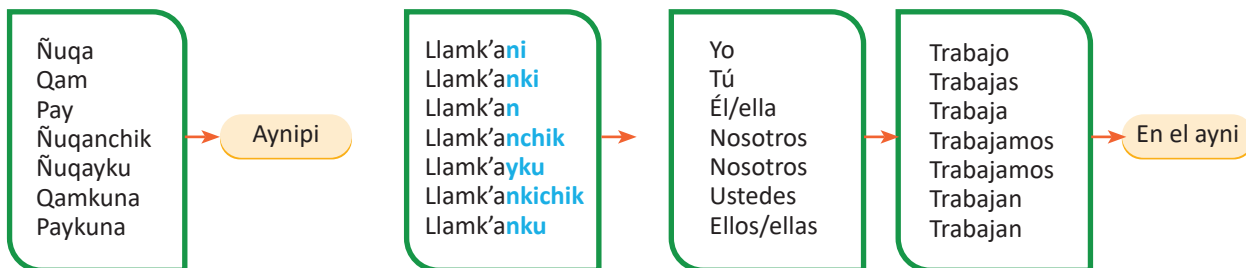 Ñuqa
Qam
Pay
Ñuqanchik
Ñuqayku
Qamkuna
Paykuna
Aynipi
Llamk’ani
Llamk’anki
Llamk’an
Llamk’anchik
Llamk’ayku
Llamk’ankichik
Llamk’anku
Yo
Tú
Él/ella
Nosotros
Nosotros
Ustedes
Ellos/ellas
Trabajo
Trabajas
Trabaja
Trabajamos
Trabajamos
Trabajan
Trabajan
En el ayni